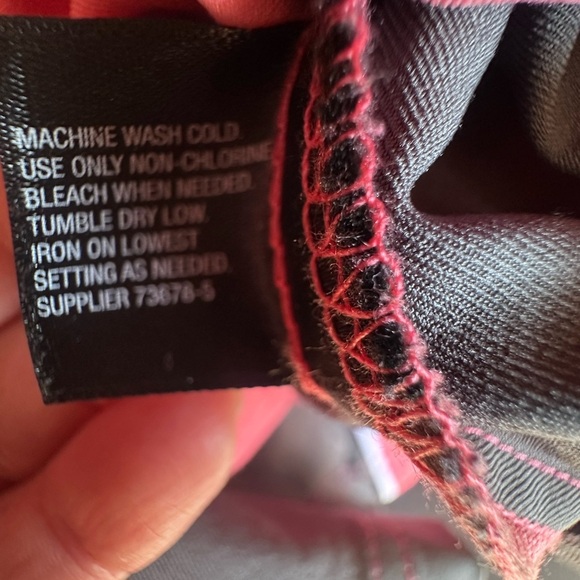 MACHINE WASH COLD.
USE ONLY NON-CHLORINE
BLEACH WHEN NEEDED.
TUMBLE DRY LOW.
IRON ON LOWEST
SETTING AS NEEDED.
SUPPLIER 73678-S